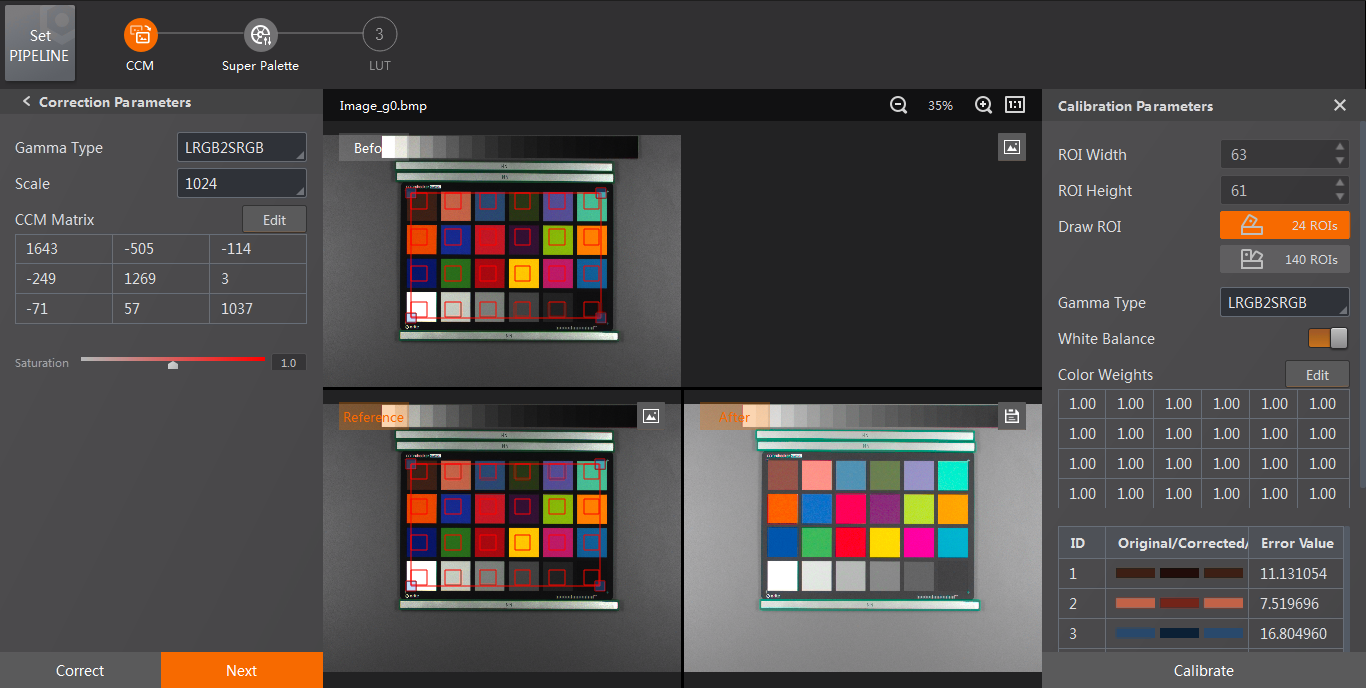 Set
PIPELINE
CCM
Super Palette
3
LUT
Correction Parameters
Gamma Type
LRGB2SRGB
Scale
1024
CCM Matrix
Edit
1643 -505 -114
-249 1269 3
-71 57 1037
Saturation
1.0
Correct
Next
Image_g0.bmp
35%
1:1
Befo
Reference
After
Calibration Parameters
ROI Width
63
ROI Height
61
Draw ROI
24 ROIs
140 ROIs
Gamma Type
LRGB2SRGB
White Balance
Color Weights
Edit
1.00 1.00 1.00 1.00 1.00 1.00
1.00 1.00 1.00 1.00 1.00 1.00
1.00 1.00 1.00 1.00 1.00 1.00
1.00 1.00 1.00 1.00 1.00 1.00
ID Original/Corrected/ Error Value
1 11.131054
2 7.519696
3 16.804960
Calibrate